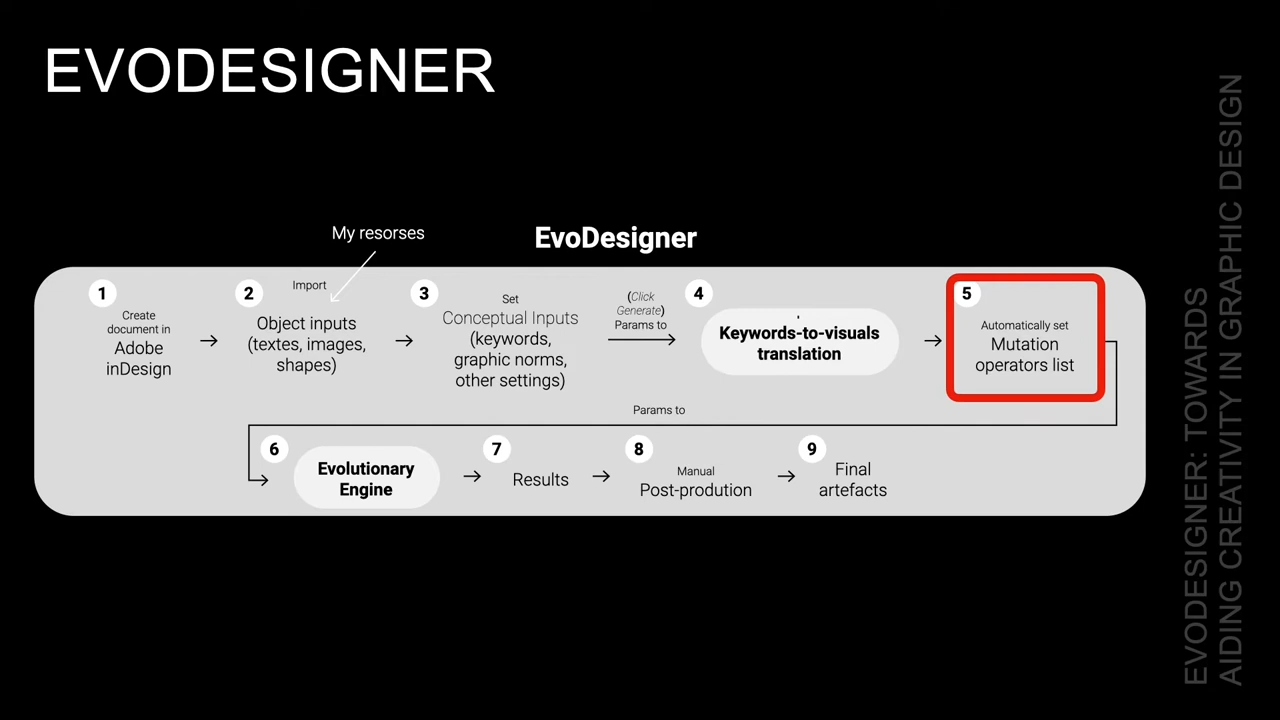 EVODESIGNER
My resorses
EvoDesigner
1
Create
document in
Adobe
inDesign
2
Import
Object inputs
(textes, images,
shapes)
3
Set
Conceptual Inputs
(keywords,
graphic norms,
other settings)
(Click
Generate)
Params to
4
Keywords-to-visuals
translation
5
Automatically set
Mutation
operators list
Params to
6
Evolutionary
Engine
7
Results
8
Manual
Post-prodution
9
Final
artefacts
EVODESIGNER: TOWARDS
AIDING CREATIVITY IN GRAPHIC DESIGN